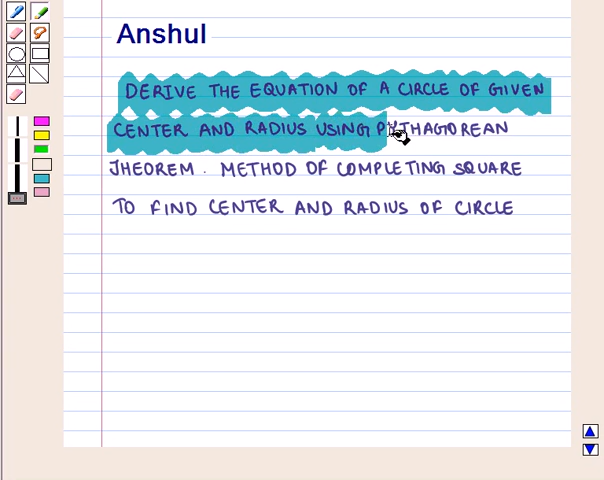 Anshul
DERIVE THE EQUATION OF A CIRCLE OF GIVEN
CENTER AND RADIUS USING PYTHAGOREAN
THEOREM. METHOD OF COMPLETING SQUARE
TO FIND CENTER AND RADIUS OF CIRCLE